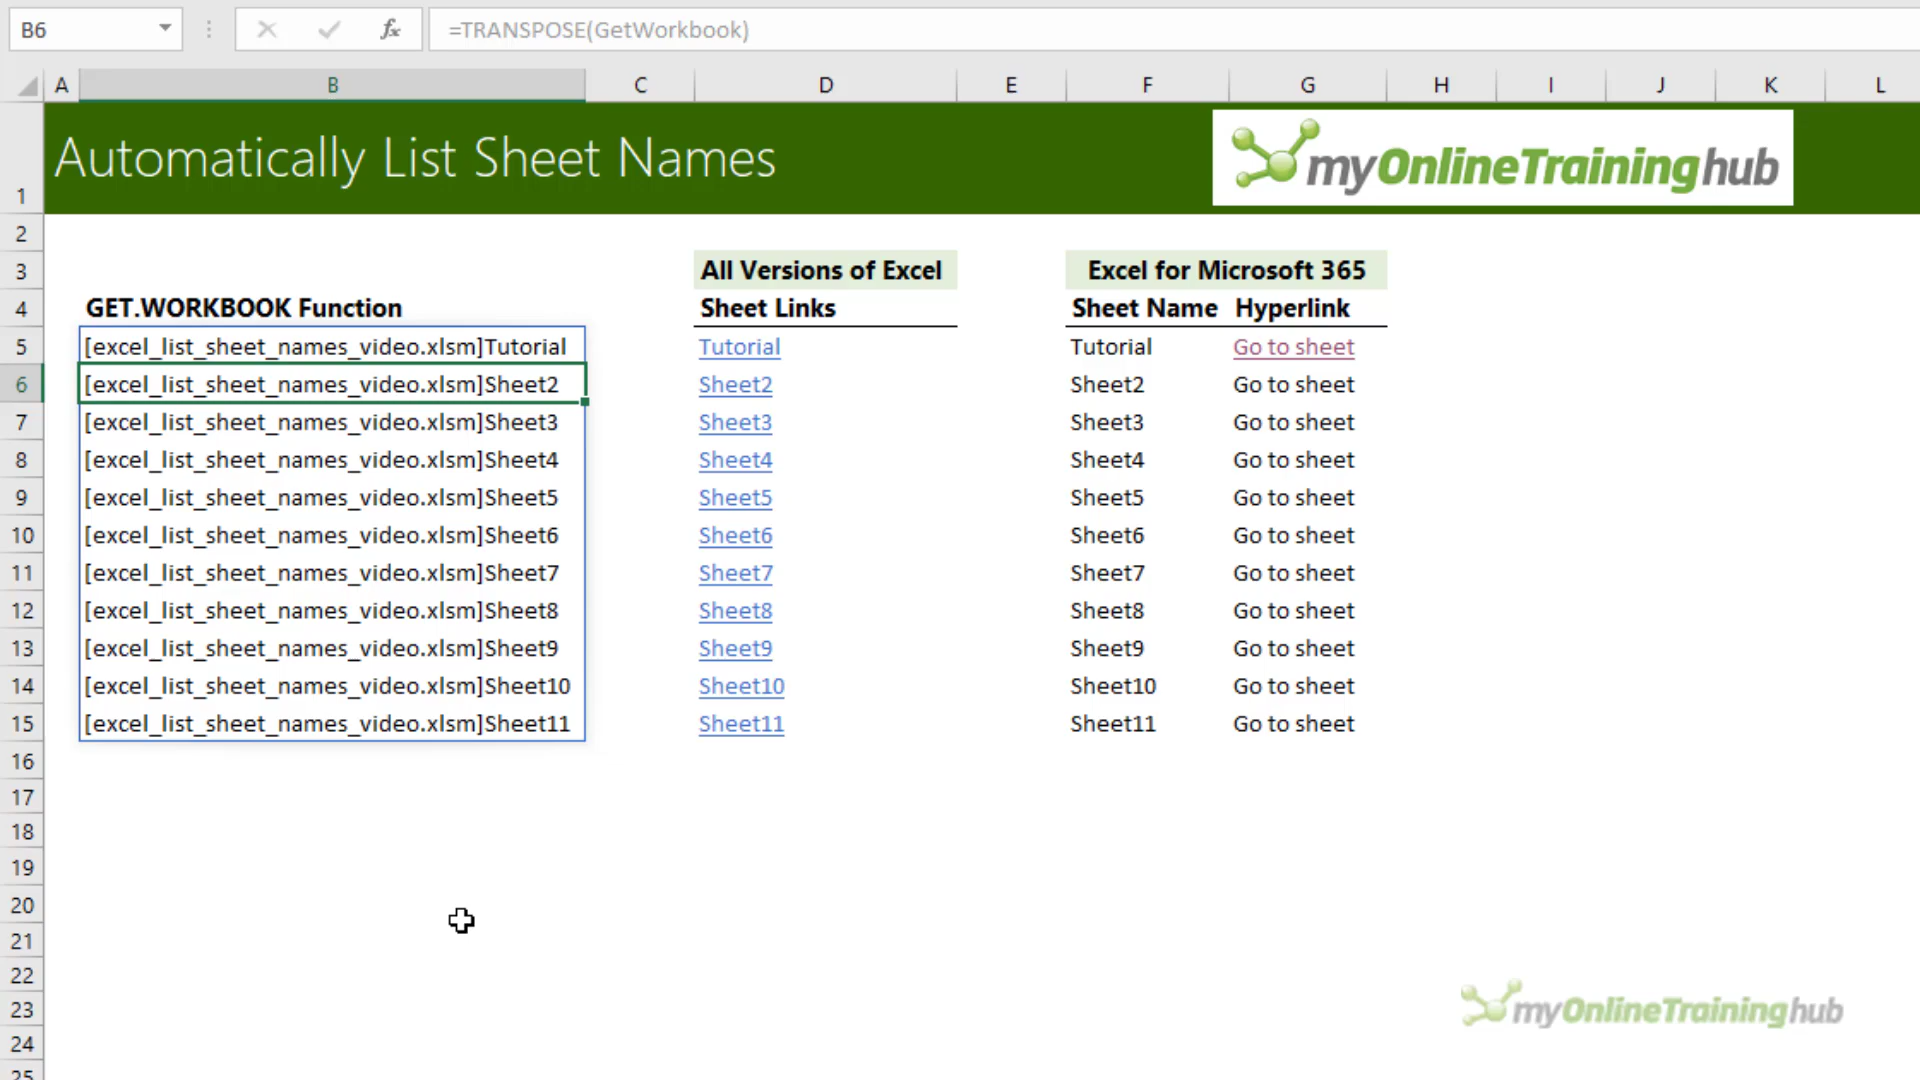 B6 fx =TRANSPOSE(GetWorkbook)
A B C D E F G H I J K L
1 Automatically List Sheet Names myOnlineTraininghub
2
3 All Versions of Excel Excel for Microsoft 365
4 GET.WORKBOOK Function Sheet Links Sheet Name Hyperlink
5 [excel_list_sheet_names_video.xlsm]Tutorial Tutorial Tutorial Go to sheet
6 [excel_list_sheet_names_video.xlsm]Sheet2 Sheet2 Sheet2 Go to sheet
7 [excel_list_sheet_names_video.xlsm]Sheet3 Sheet3 Sheet3 Go to sheet
8 [excel_list_sheet_names_video.xlsm]Sheet4 Sheet4 Sheet4 Go to sheet
9 [excel_list_sheet_names_video.xlsm]Sheet5 Sheet5 Sheet5 Go to sheet
10 [excel_list_sheet_names_video.xlsm]Sheet6 Sheet6 Sheet6 Go to sheet
11 [excel_list_sheet_names_video.xlsm]Sheet7 Sheet7 Sheet7 Go to sheet
12 [excel_list_sheet_names_video.xlsm]Sheet8 Sheet8 Sheet8 Go to sheet
13 [excel_list_sheet_names_video.xlsm]Sheet9 Sheet9 Sheet9 Go to sheet
14 [excel_list_sheet_names_video.xlsm]Sheet10 Sheet10 Sheet10 Go to sheet
15 [excel_list_sheet_names_video.xlsm]Sheet11 Sheet11 Sheet11 Go to sheet
16
17
18
19
20
21
22
23 myOnlineTraininghub
24
25